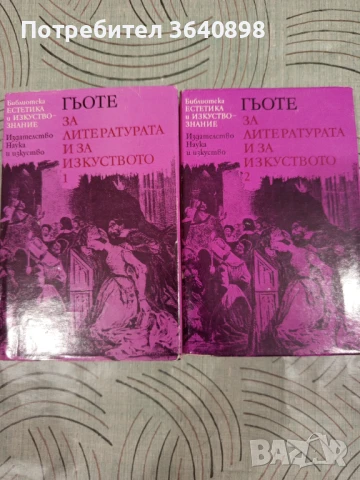 Потребител 3640898
Библиотека
ЕСТЕТИКА
и ИЗКУСТВО-
ЗНАНИЕ
Издателство
Наука
и изкуство
ГЬОТЕ
ЗА
ЛИТЕРАТУРАТА
И ЗА
ИЗКУСТВОТО
1
Библиотека
ЕСТЕТИКА
и ИЗКУСТВО-
ЗНАНИЕ
Издателство
Наука
и изкуство
ГЬОТЕ
ЗА
ЛИТЕРАТУРАТА
И ЗА
ИЗКУСТВОТО
2
BAZAR